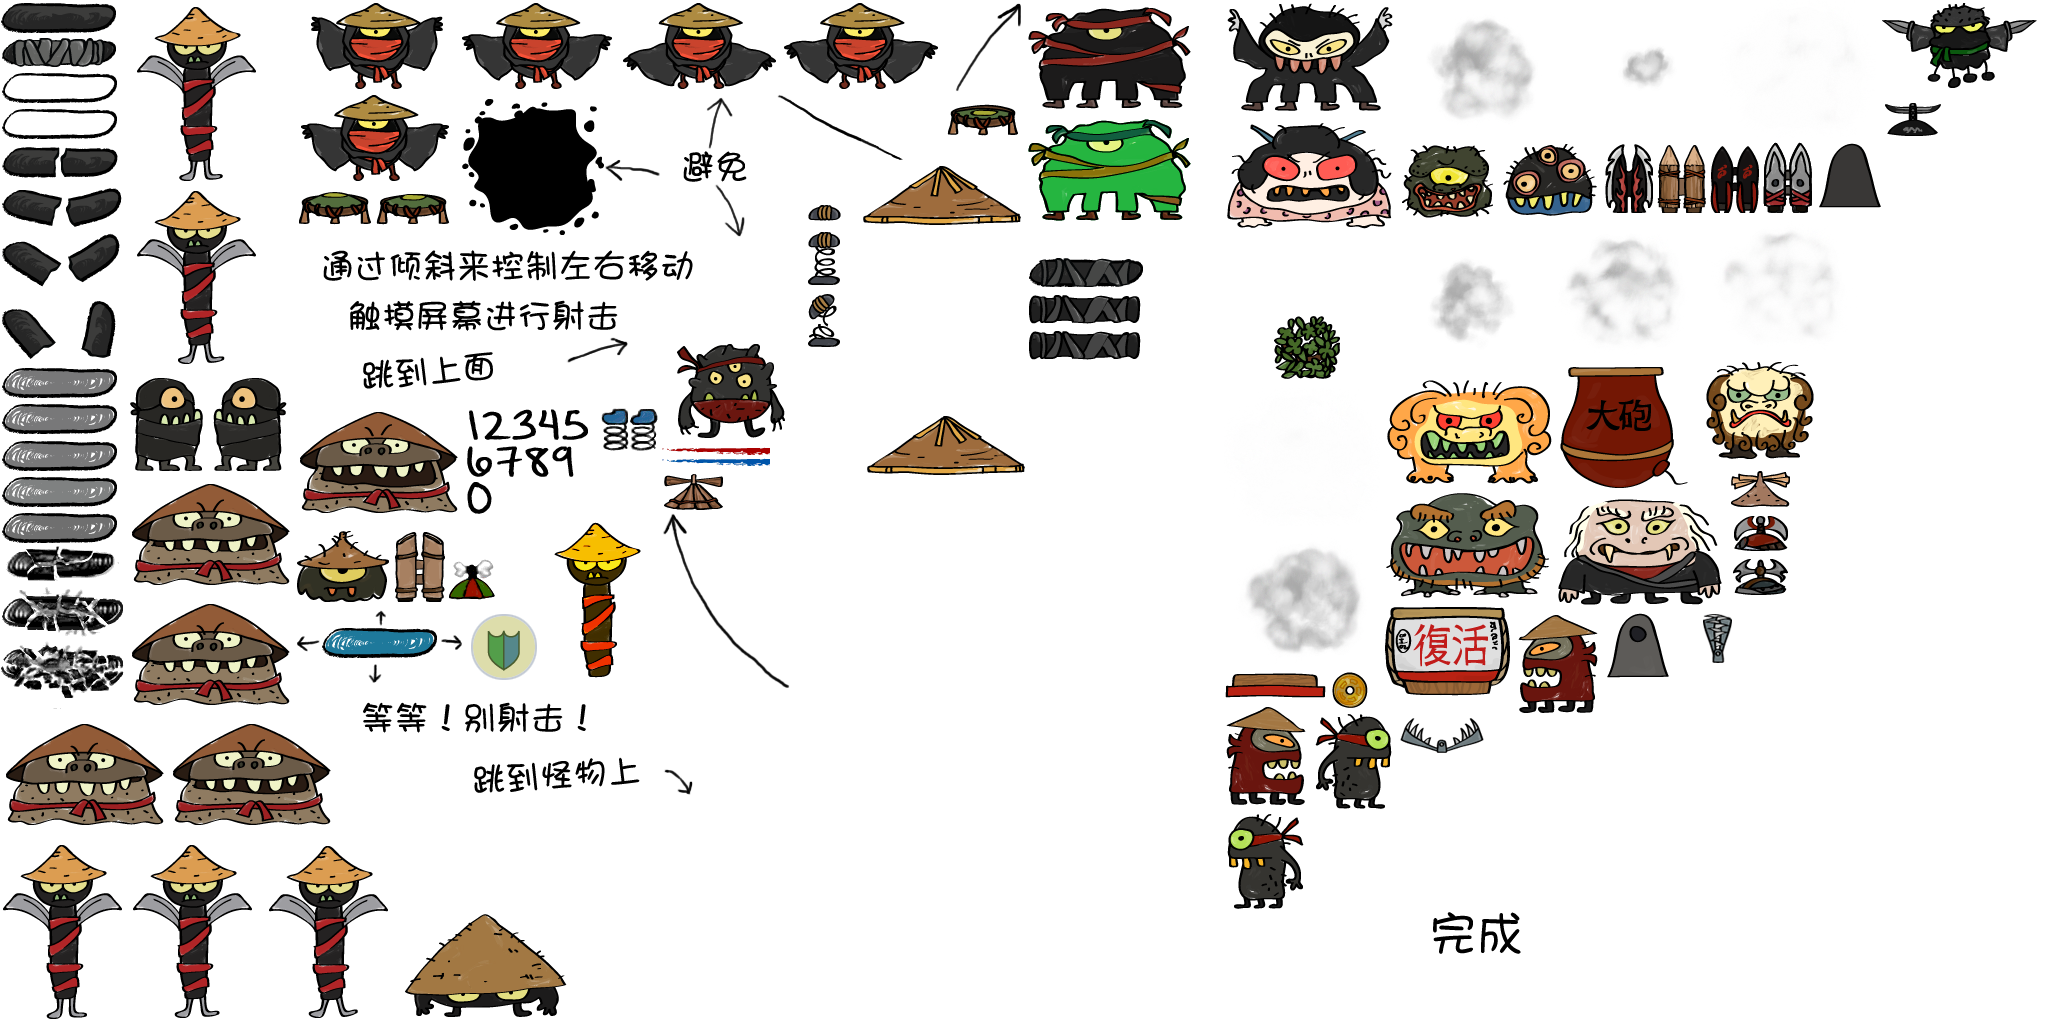 避免
通过倾斜来控制左右移动
触摸屏幕进行射击
跳到上面
12345
6789
0
大砲
復活
等等！别射击！
跳到怪物上
完成